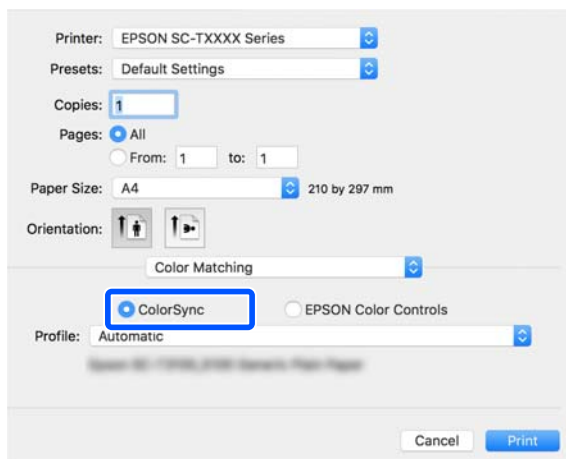 Printer: EPSON SC-TXXXX Series
Presets: Default Settings
Copies: 1
Pages: All
From: 1 to: 1
Paper Size: A4 210 by 297 mm
Orientation:
Color Matching
ColorSync EPSON Color Controls
Profile: Automatic
Cancel Print